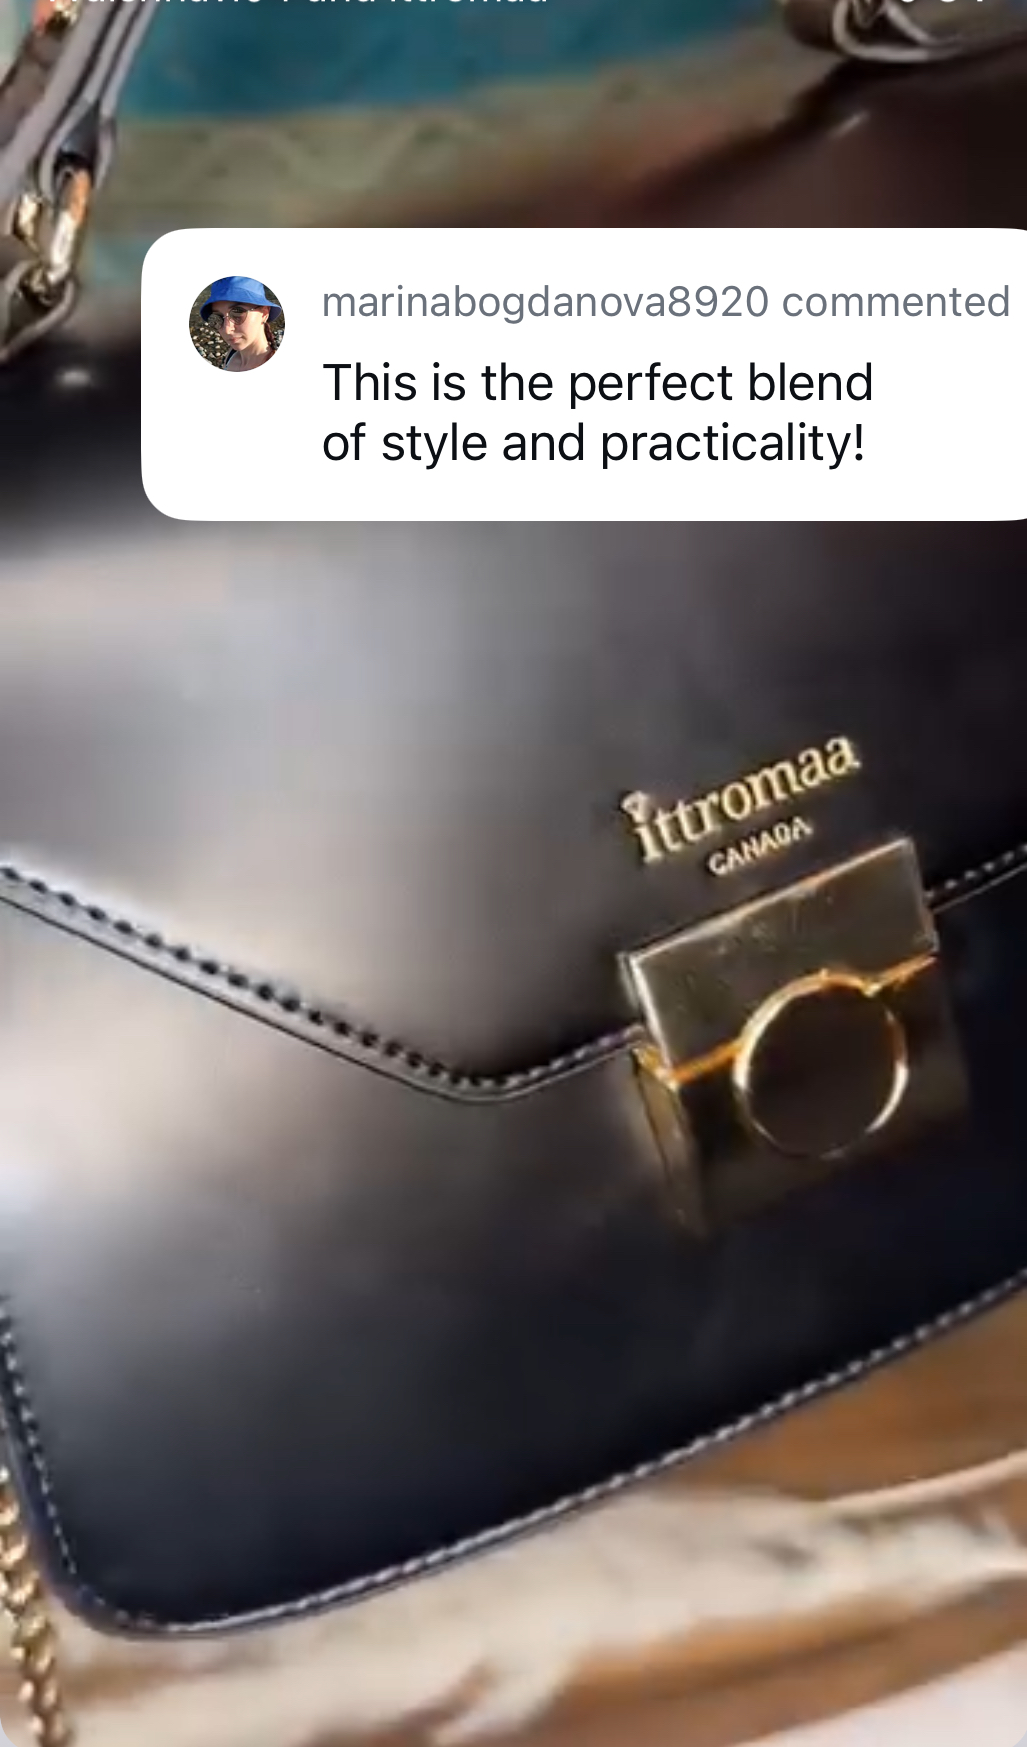 marinabogdanova8920 commented
This is the perfect blend
of style and practicality!
ittromaa
CANADA